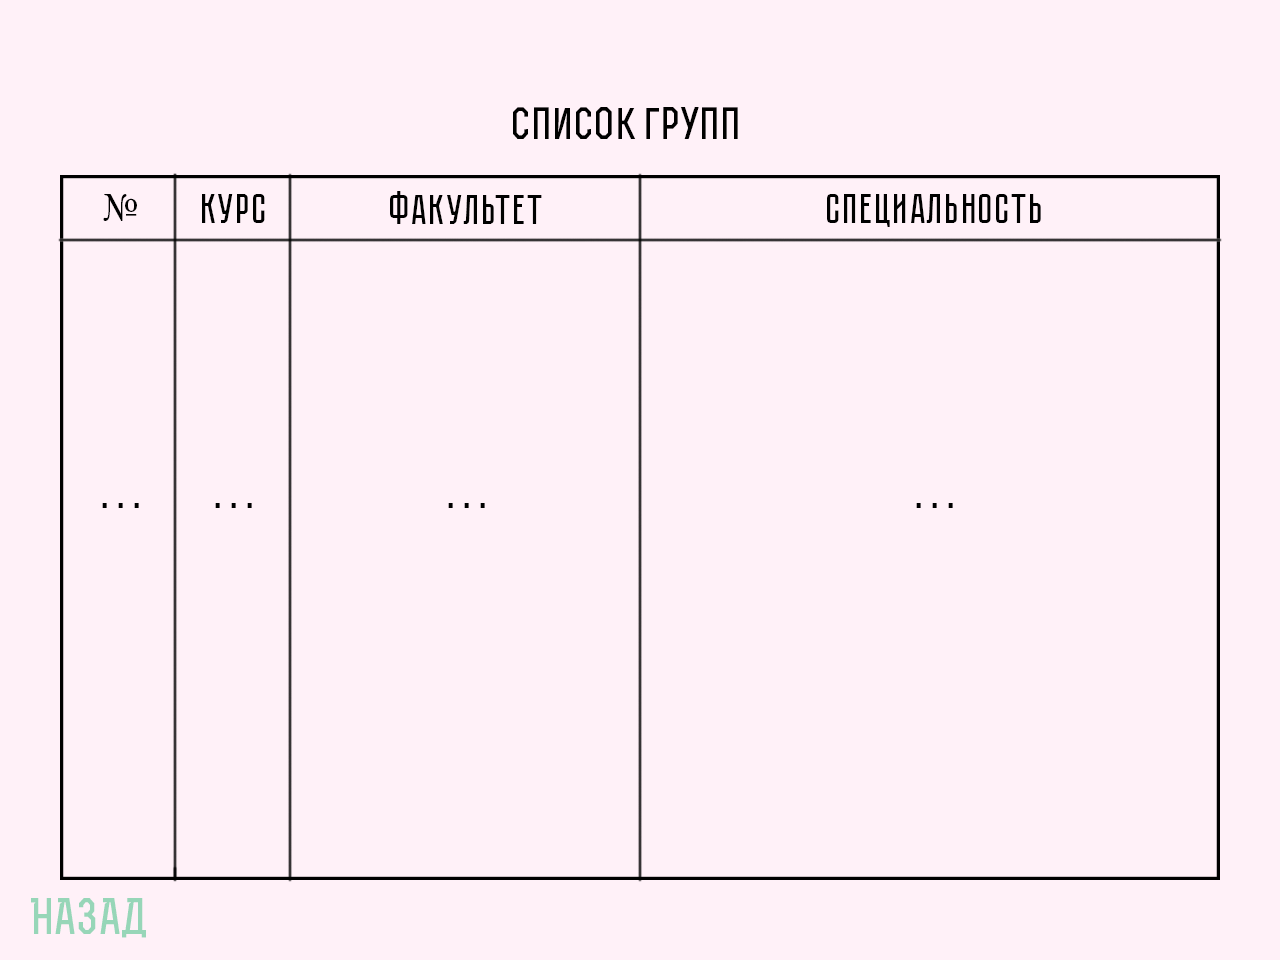 СПИСОК ГРУПП
№ КУРС ФАКУЛЬТЕТ СПЕЦИАЛЬНОСТЬ
... ... ... ...
НАЗАД